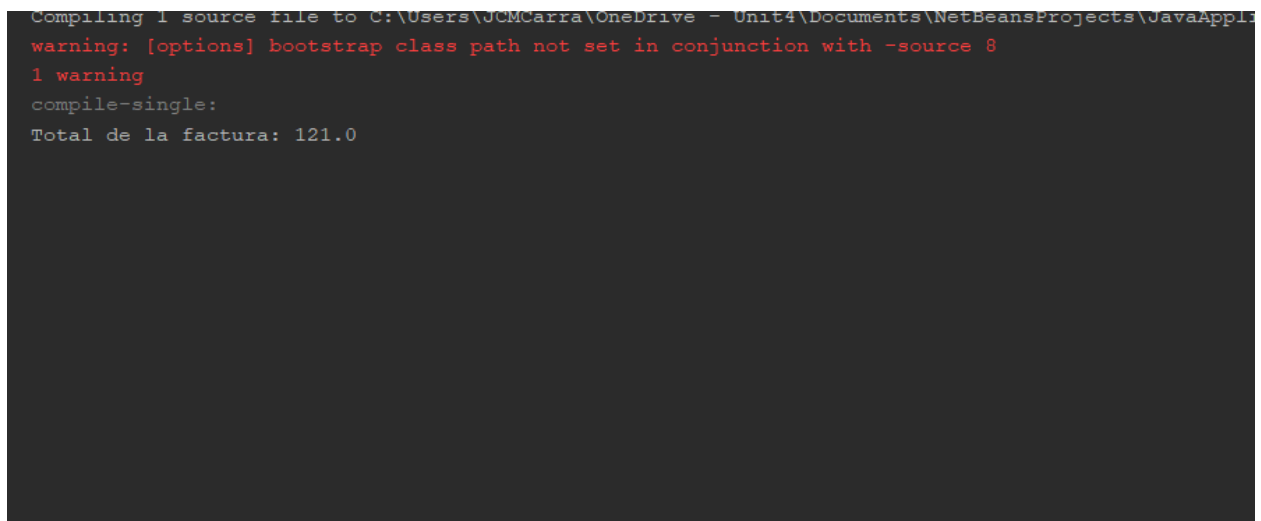 Compiling 1 source file to C:\Users\JCMCarra\OneDrive - Unit4\Documents\NetBeansProjects\JavaAppli
warning: [options] bootstrap class path not set in conjunction with -source 8
1 warning
compile-single:
Total de la factura: 121.0